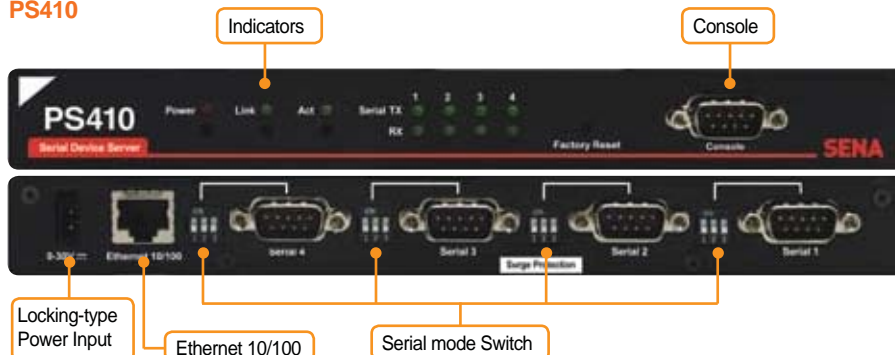 PS410
Indicators
Console
PS410
Serial Device Server
Power
Link
Act
Serial TX
1 2 3 4
RX
Factory Reset
Console
SENA
9-30V
Ethernet 10/100
Serial 4
Serial 3
Serial 2
Serial 1
Surge Protection
Locking-type
Power Input
Ethernet 10/100
Serial mode Switch